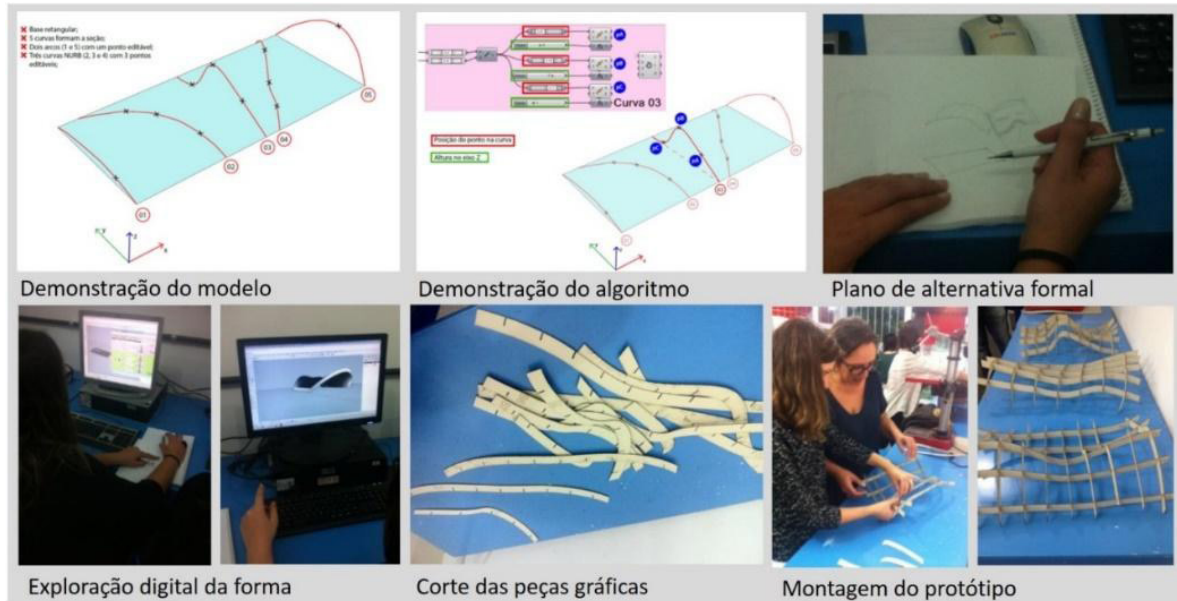 Base retangular;
5 curvas formam a seção;
Dois arcos (1 e 5) com um ponto editável;
Três curvas NURB (2, 3 e 4) com 3 pontos
editáveis;
01
02
03
04
05
x
y
z
Demonstração do modelo
Curva 03
Posição do ponto na curva
Altura no eixo Z
pA
pB
pC
Demonstração do algoritmo
Plano de alternativa formal
Exploração digital da forma
Corte das peças gráficas
Montagem do protótipo